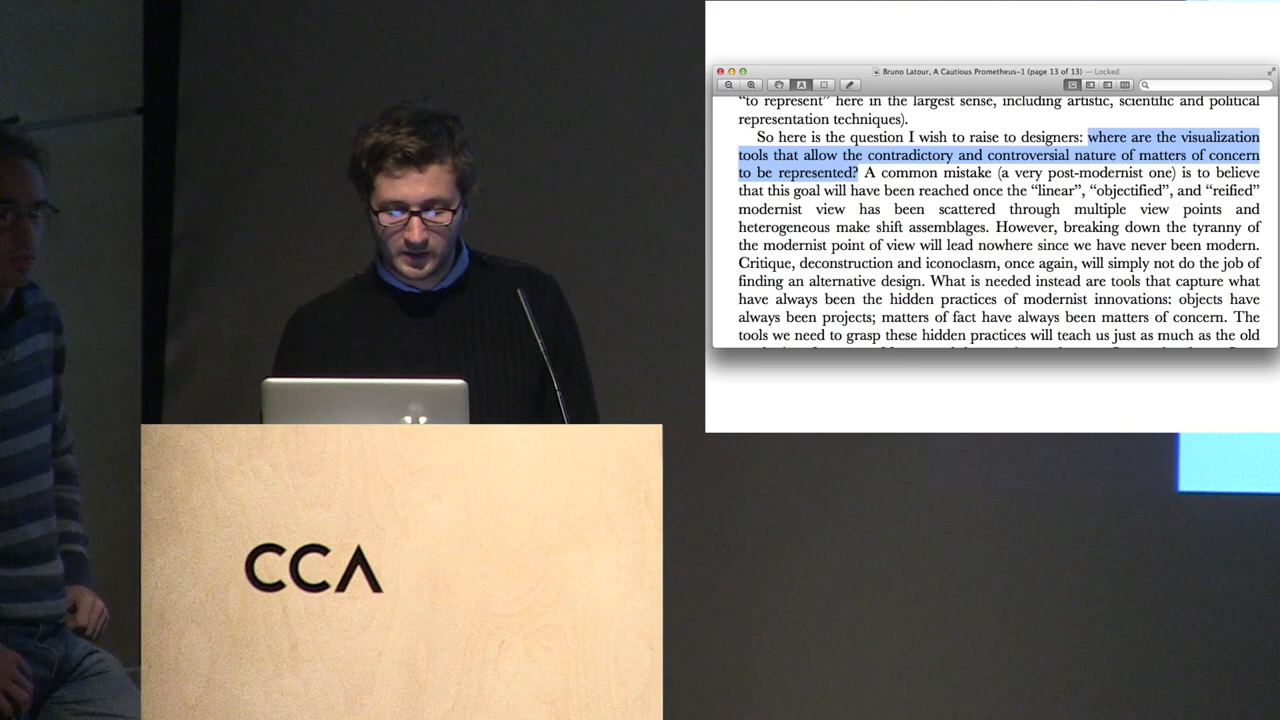 Bruno Latour, A Cautious Prometheus-1 (page 13 of 13) — Locked
“to represent” here in the largest sense, including artistic, scientific and political
representation techniques).
So here is the question I wish to raise to designers: where are the visualization
tools that allow the contradictory and controversial nature of matters of concern
to be represented? A common mistake (a very post-modernist one) is to believe
that this goal will have been reached once the “linear”, “objectified”, and “reified”
modernist view has been scattered through multiple view points and
heterogeneous make shift assemblages. However, breaking down the tyranny of
the modernist point of view will lead nowhere since we have never been modern.
Critique, deconstruction and iconoclasm, once again, will simply not do the job of
finding an alternative design. What is needed instead are tools that capture what
have always been the hidden practices of modernist innovations: objects have
always been projects; matters of fact have always been matters of concern. The
tools we need to grasp these hidden practices will teach us just as much as the old
CCA